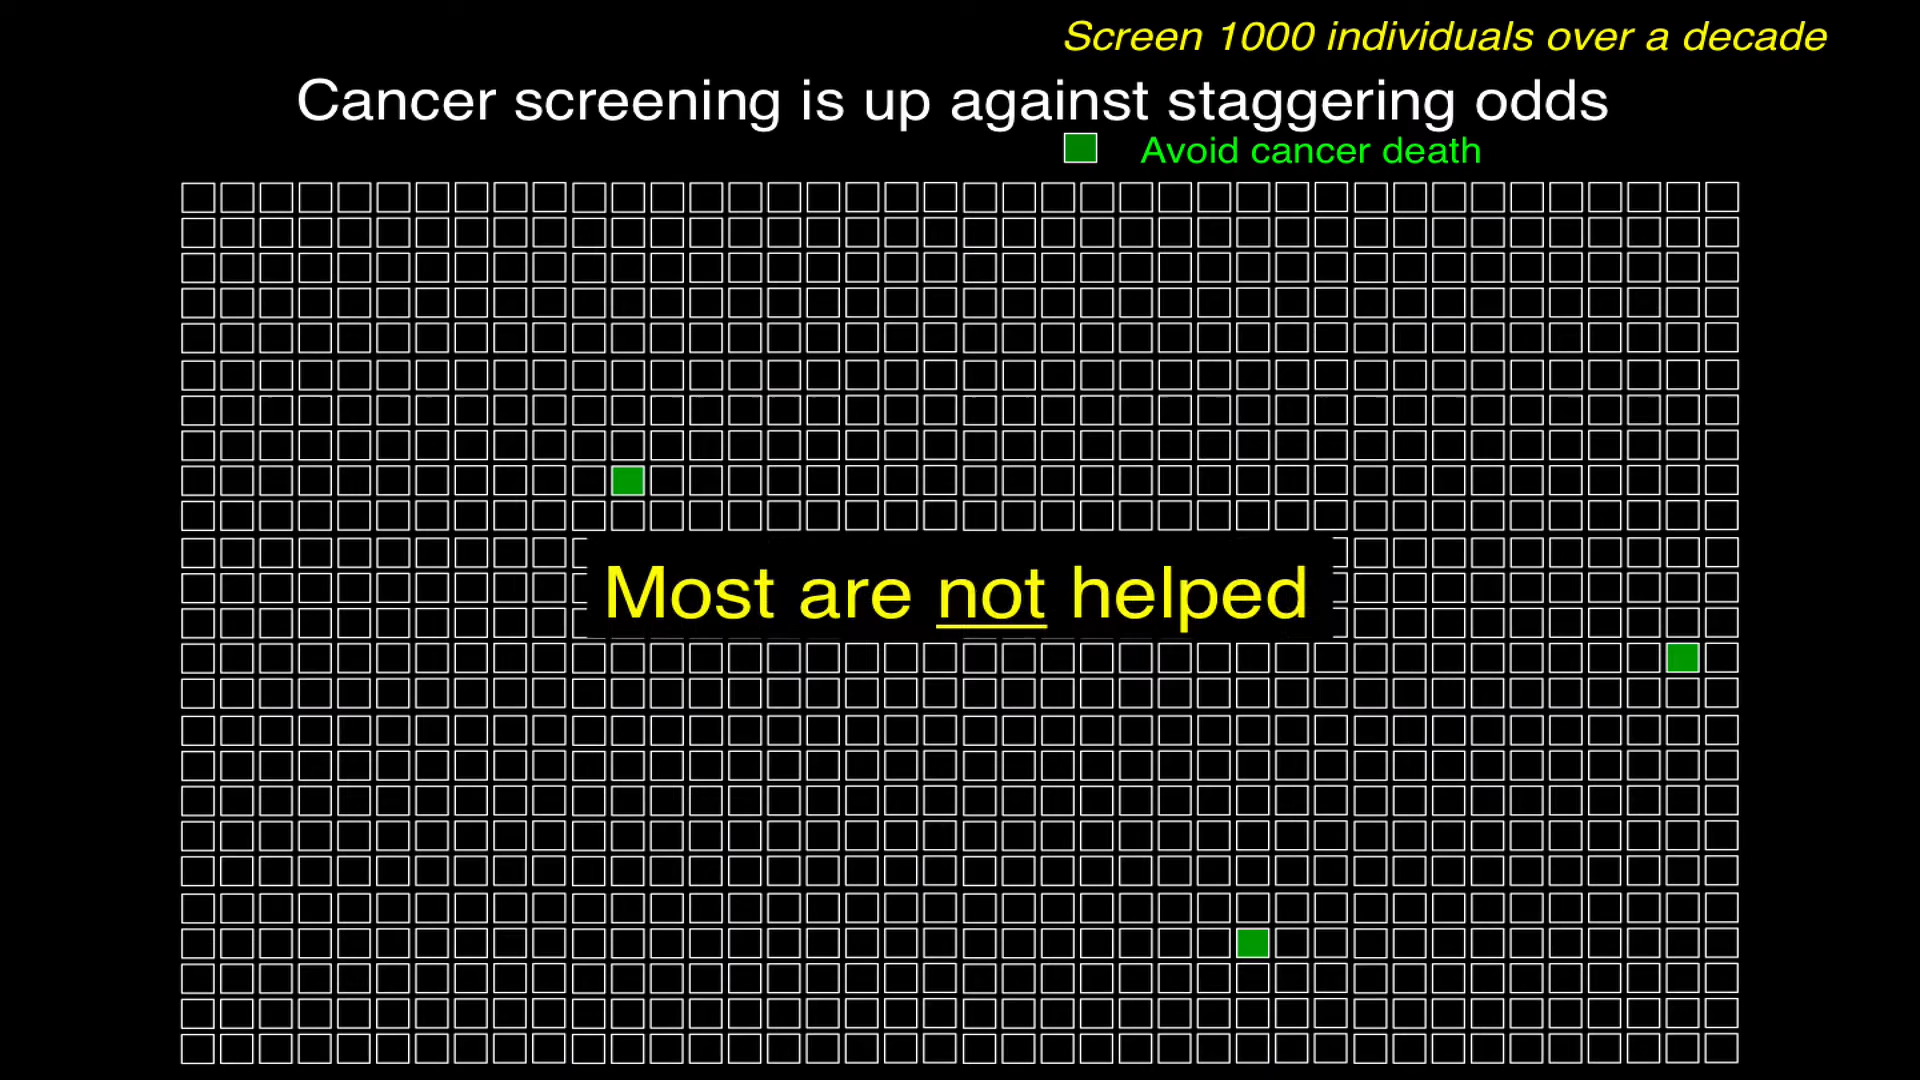 Screen 1000 individuals over a decade
Cancer screening is up against staggering odds
Avoid cancer death
Most are not helped